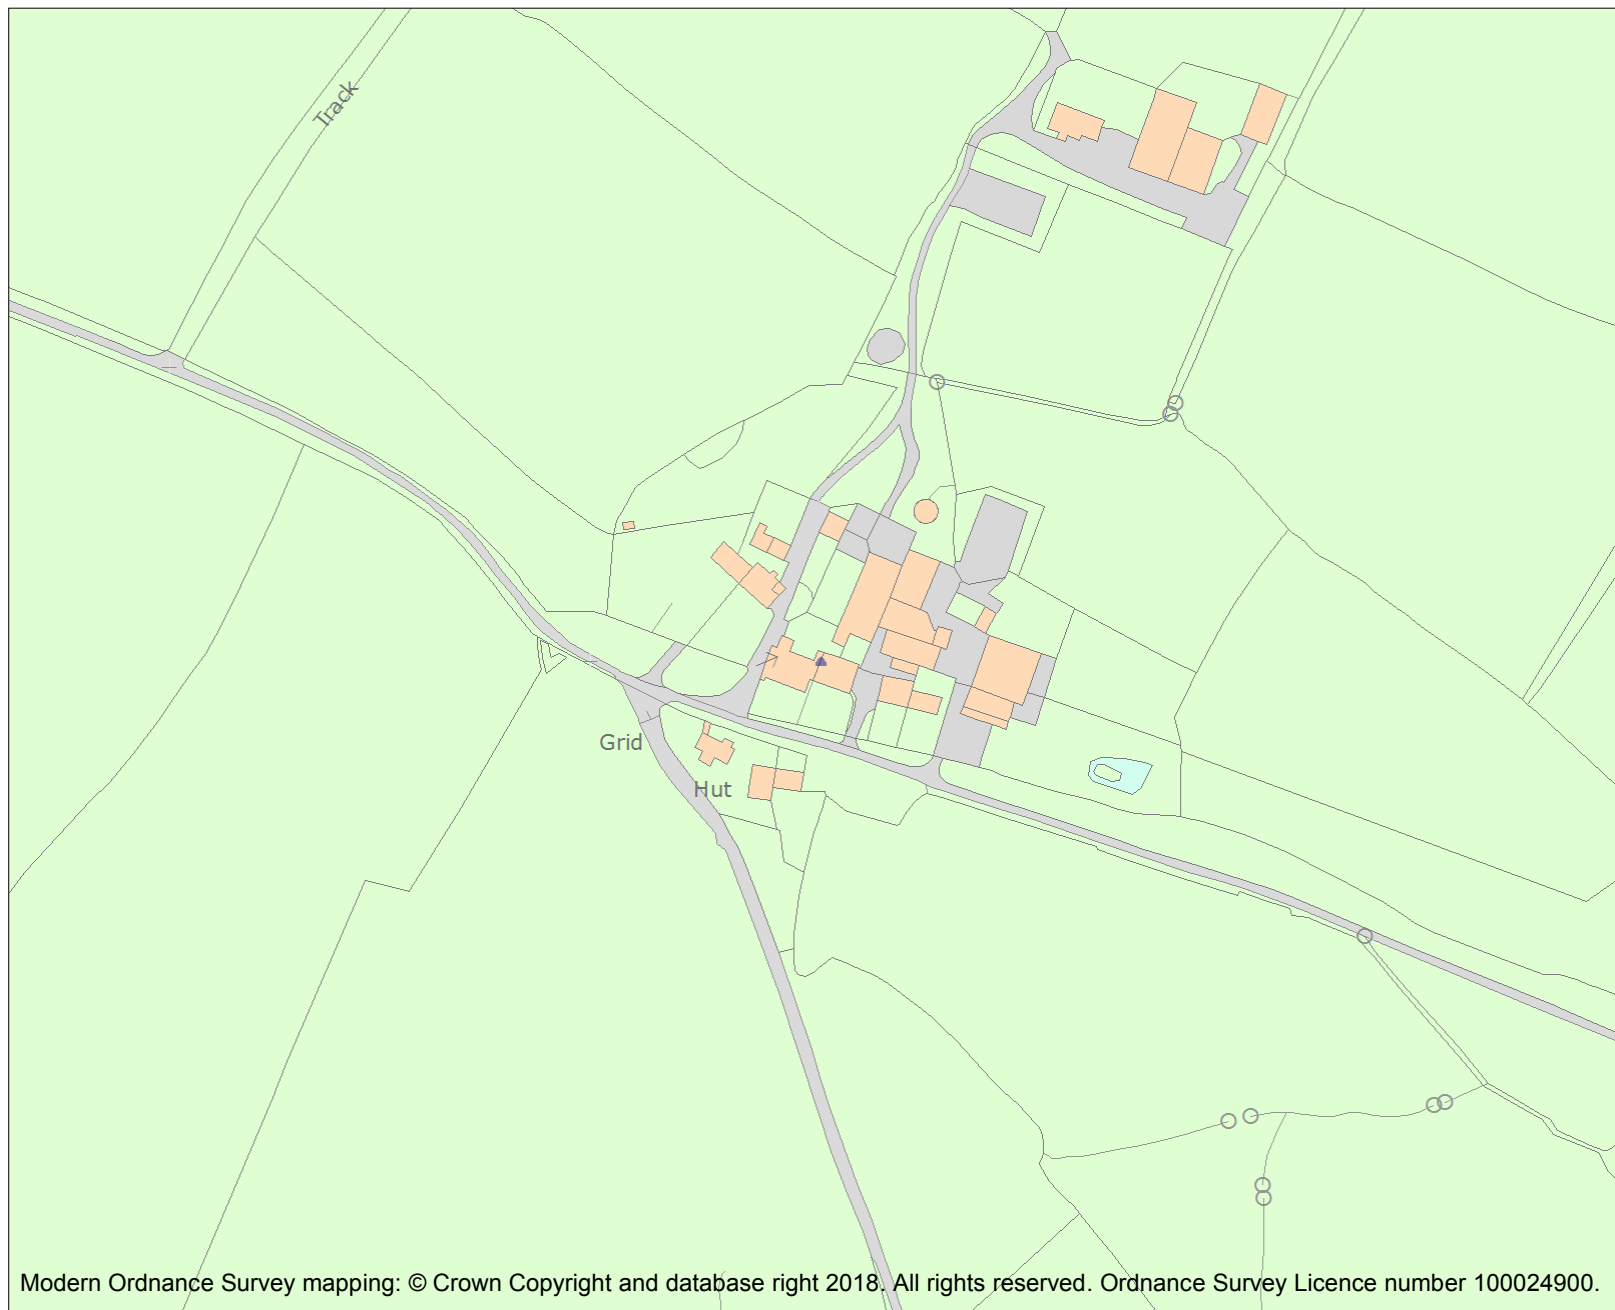 Track
Grid
Hut
Modern Ordnance Survey mapping: © Crown Copyright and database right 2018. All rights reserved. Ordnance Survey Licence number 100024900.